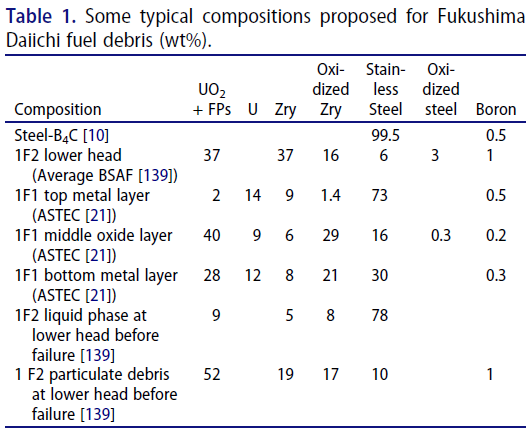 Table 1. Some typical compositions proposed for Fukushima
Daiichi fuel debris (wt%).
Oxi- Stain- Oxi-
UO2 dized less dized
Composition + FPs U Zry Zry Steel steel Boron
Steel-B4C [10] 99.5 0.5
1F2 lower head 37 37 16 6 3 1
(Average BSAF [139])
1F1 top metal layer 2 14 9 1.4 73 0.5
(ASTEC [21])
1F1 middle oxide layer 40 9 6 29 16 0.3 0.2
(ASTEC [21])
1F1 bottom metal layer 28 12 8 21 30 0.3
(ASTEC [21])
1F2 liquid phase at 9 5 8 78
lower head before
failure [139]
1 F2 particulate debris 52 19 17 10 1
at lower head before
failure [139]